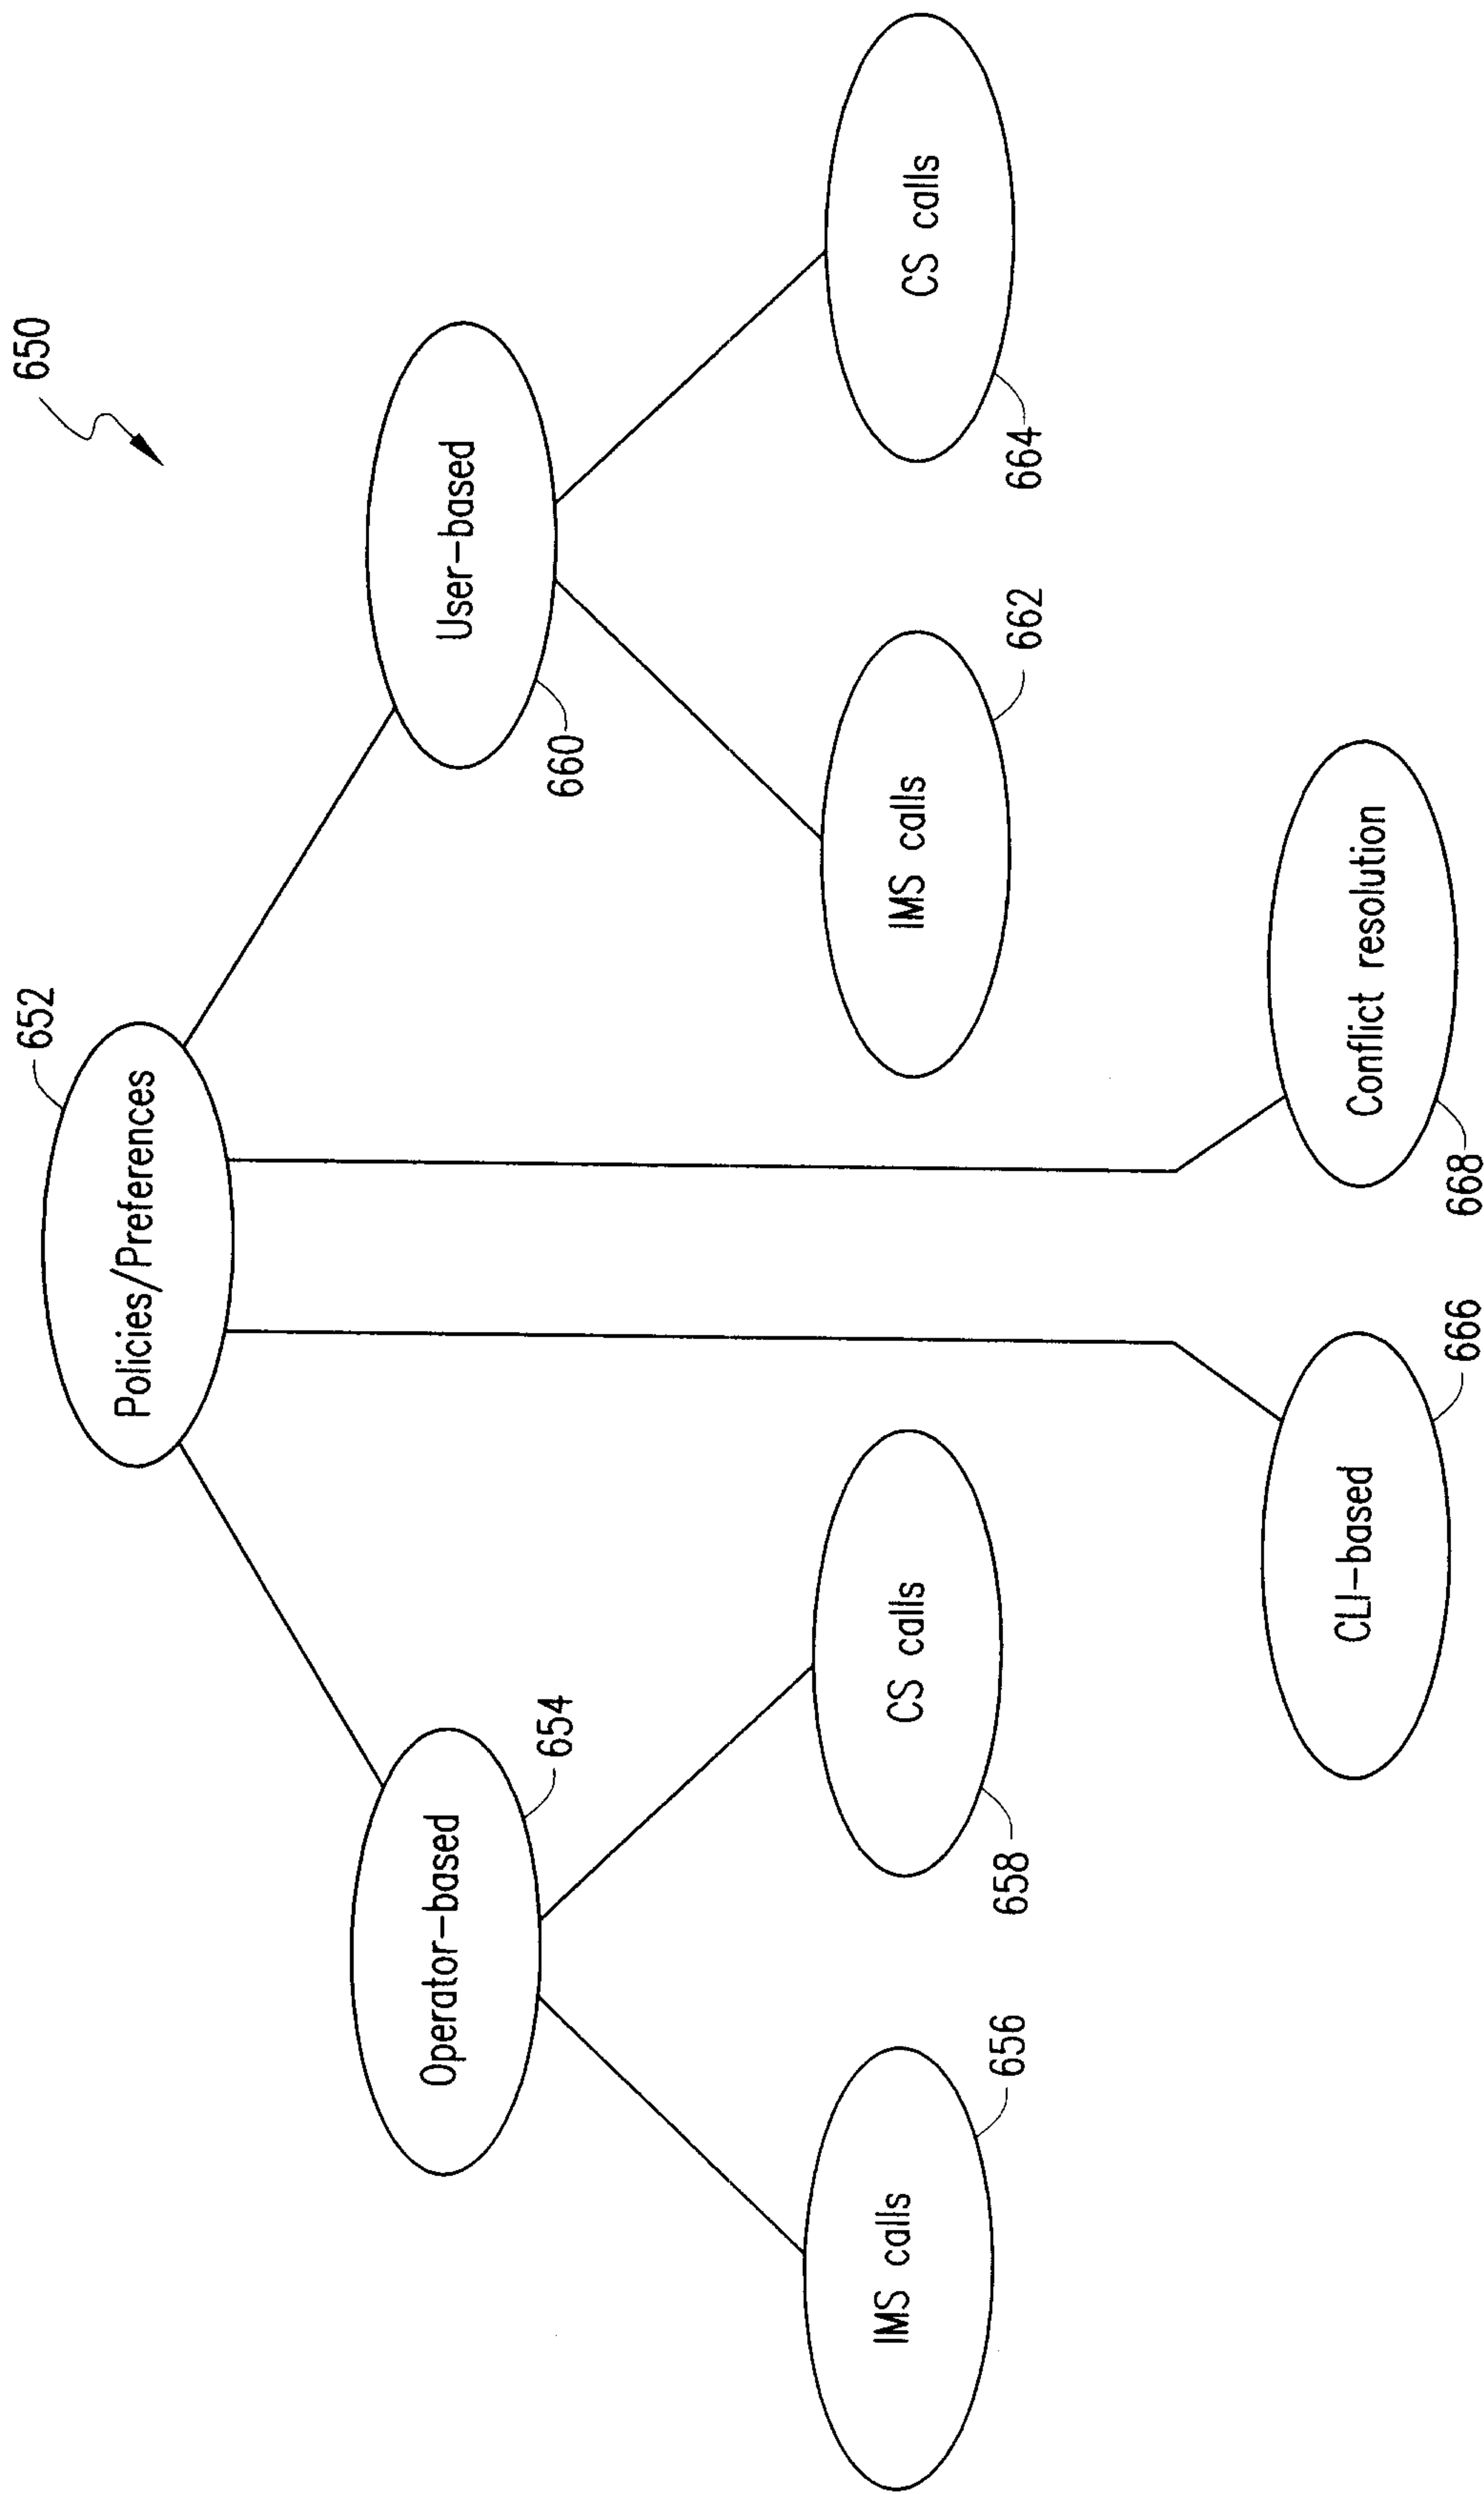 650
652
Policies/Preferences
Operator-based
654
User-based
660
IMS calls
656
CS calls
658
IMS calls
662
CS calls
664
CLI-based
666
Conflict resolution
668